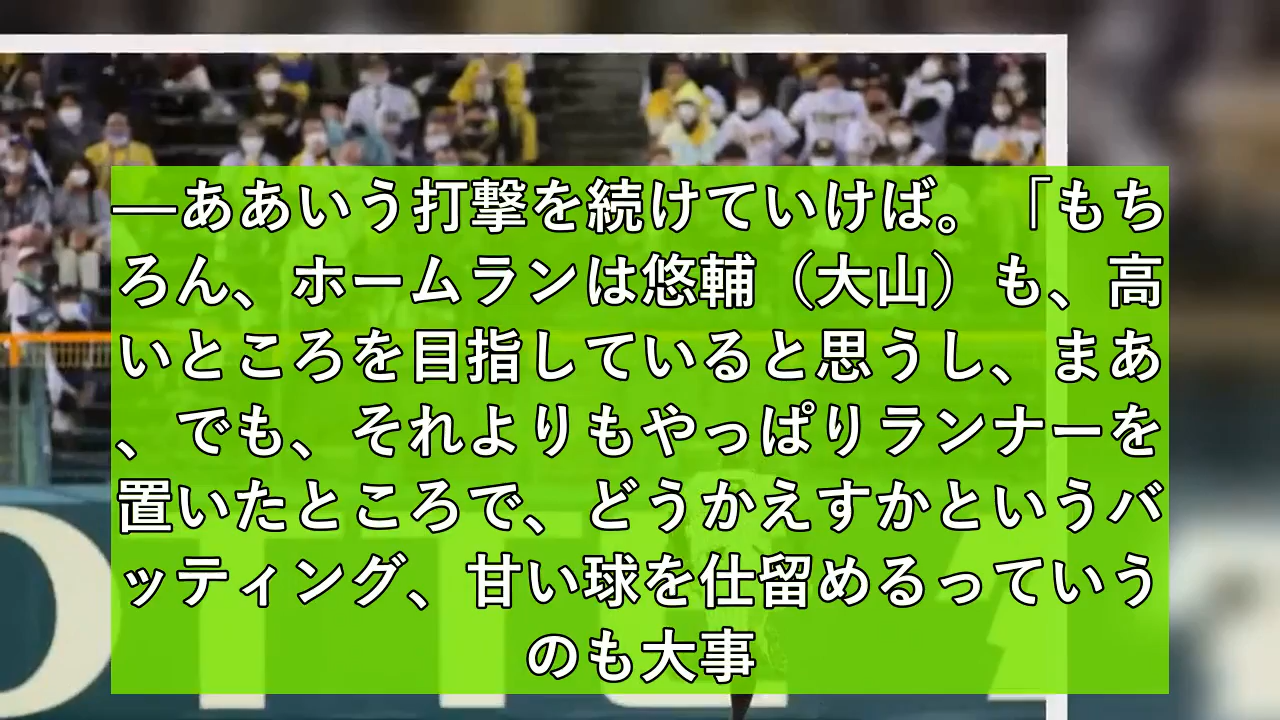 ―ああいう打撃を続けていけば。「もち
ろん、ホームランは悠輔（大山）も、高
いところを目指していると思うし、まあ
、でも、それよりもやっぱりランナーを
置いたところで、どうかえすかというバ
ッティング、甘い球を仕留めるっていう
のも大事